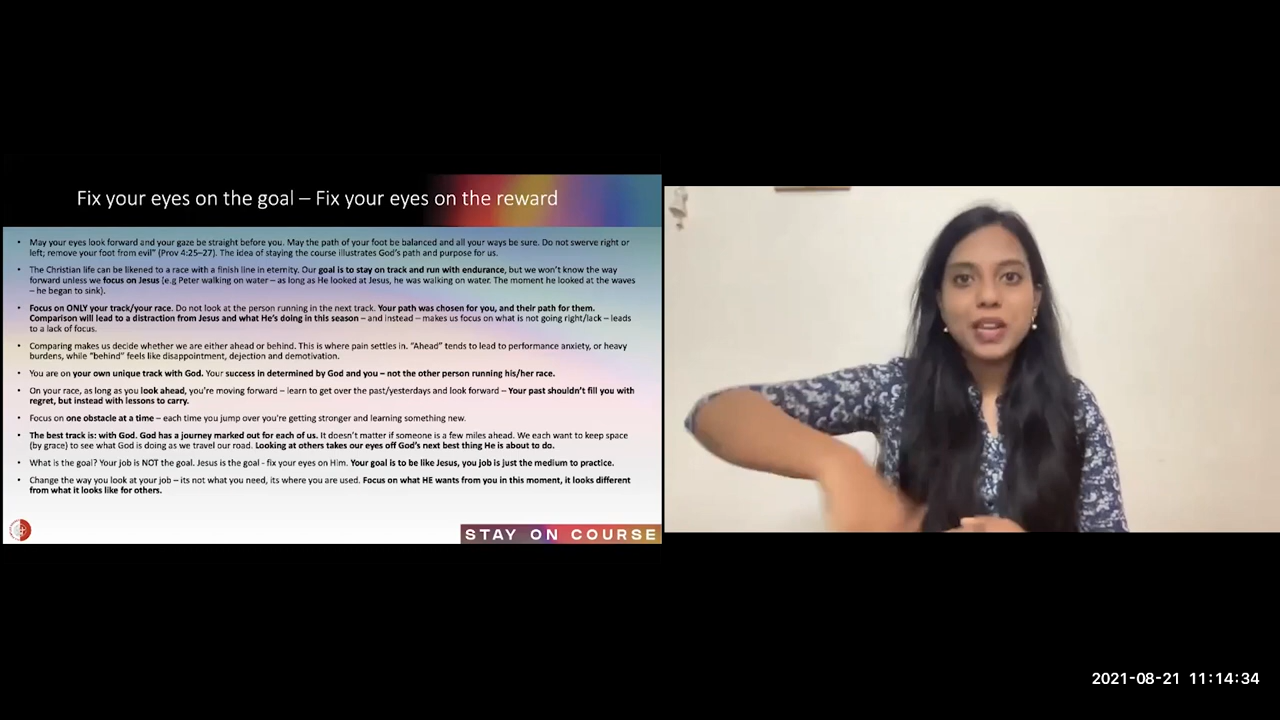 Fix your eyes on the goal – Fix your eyes on the reward
• May your eyes look forward and your gaze be straight before you. May the path of your foot be balanced and all your ways be sure. Do not swerve right or
left; remove your foot from evil” (Prov 4:25–27). The idea of staying the course illustrates God’s path and purpose for us.
• The Christian life can be likened to a race with a finish line in eternity. Our goal is to stay on track and run with endurance, but we won’t know the way
forward unless we focus on Jesus (e.g Peter walking on water – as long as He looked at Jesus, he was walking on water. The moment he looked at the waves
– he began to sink).
• Focus on ONLY your track/your race. Do not look at the person running in the next track. Your path was chosen for you, and their path for them.
Comparison will lead to a distraction from Jesus and what He’s doing in this season – and instead – makes us focus on what is not going right/lack – leads
to a lack of focus.
• Comparing makes us decide whether we are either ahead or behind. This is where pain settles in. “Ahead” tends to lead to performance anxiety, or heavy
burdens, while “behind” feels like disappointment, dejection and demotivation.
• You are on your own unique track with God. Your success in determined by God and you – not the other person running his/her race.
• On your race, as long as you look ahead, you’re moving forward – learn to get over the past/yesterdays and look forward – Your past shouldn’t fill you with
regret, but instead with lessons to carry.
• Focus on one obstacle at a time – each time you jump over you’re getting stronger and learning something new.
• The best track is: with God. God has a journey marked out for each of us. It doesn’t matter if someone is a few miles ahead. We each want to keep space
(by grace) to see what God is doing as we travel our road. Looking at others takes our eyes off God’s next best thing He is about to do.
• What is the goal? Your job is NOT the goal. Jesus is the goal - fix your eyes on Him. Your goal is to be like Jesus, you job is just the medium to practice.
• Change the way you look at your job – its not what you need, its where you are used. Focus on what HE wants from you in this moment, it looks different
from what it looks like for others.
STAY ON COURSE
2021-08-21 11:14:34